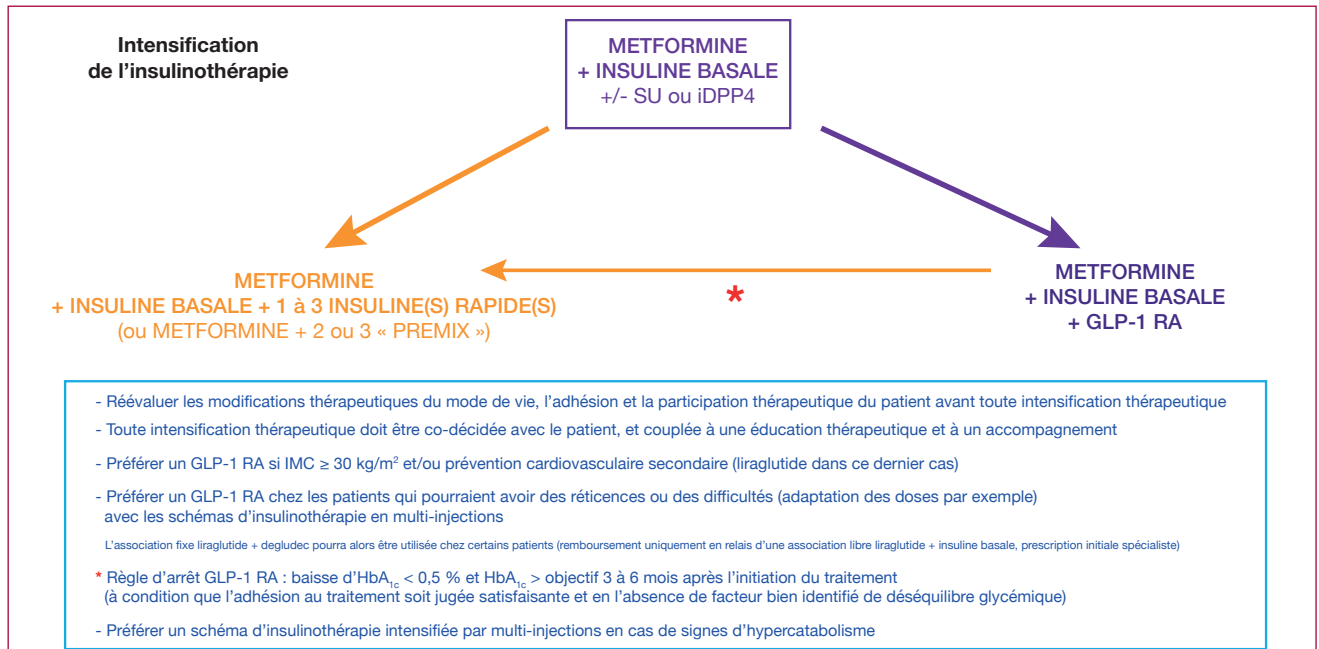 Intensification
de l’insulinothérapie
METFORMINE
+ INSULINE BASALE
+/- SU ou iDPP4
METFORMINE
+ INSULINE BASALE + 1 à 3 INSULINE(S) RAPIDE(S)
(ou METFORMINE + 2 ou 3 « PREMIX »)
*
METFORMINE
+ INSULINE BASALE
+ GLP-1 RA
- Réévaluer les modifications thérapeutiques du mode de vie, l’adhésion et la participation thérapeutique du patient avant toute intensification thérapeutique
- Toute intensification thérapeutique doit être co-décidée avec le patient, et couplée à une éducation thérapeutique et à un accompagnement
- Préférer un GLP-1 RA si IMC ≥ 30 kg/m² et/ou prévention cardiovasculaire secondaire (liraglutide dans ce dernier cas)
- Préférer un GLP-1 RA chez les patients qui pourraient avoir des réticences ou des difficultés (adaptation des doses par exemple)
avec les schémas d’insulinothérapie en multi-injections
L’association fixe liraglutide + degludec pourra alors être utilisée chez certains patients (remboursement uniquement en relais d’une association libre liraglutide + insuline basale, prescription initiale spécialiste)
* Règle d’arrêt GLP-1 RA : baisse d’HbA1c < 0,5 % et HbA1c > objectif 3 à 6 mois après l’initiation du traitement
(à condition que l’adhésion au traitement soit jugée satisfaisante et en l’absence de facteur bien identifié de déséquilibre glycémique)
- Préférer un schéma d’insulinothérapie intensifiée par multi-injections en cas de signes d’hypercatabolisme